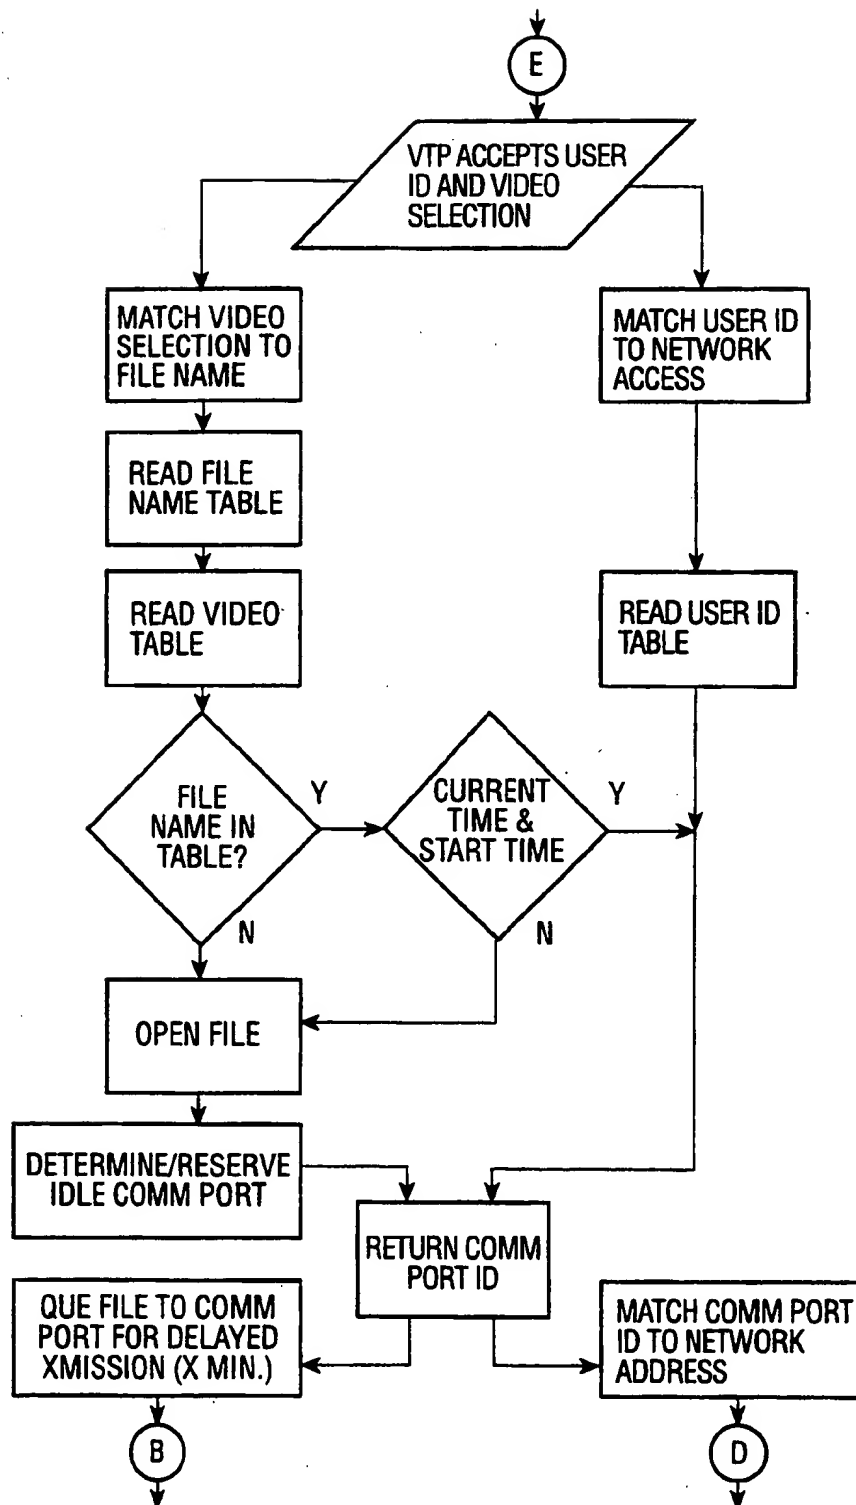 E
VTP ACCEPTS USER
ID AND VIDEO
SELECTION
MATCH VIDEO
SELECTION TO
FILE NAME
MATCH USER ID
TO NETWORK
ACCESS
READ FILE
NAME TABLE
READ VIDEO
TABLE
READ USER ID
TABLE
FILE
NAME IN
TABLE?
Y
N
CURRENT
TIME &
START TIME
Y
N
OPEN FILE
DETERMINE/RESERVE
IDLE COMM PORT
RETURN COMM
PORT ID
QUE FILE TO COMM
PORT FOR DELAYED
XMISSION (X MIN.)
MATCH COMM PORT
ID TO NETWORK
ADDRESS
B
D